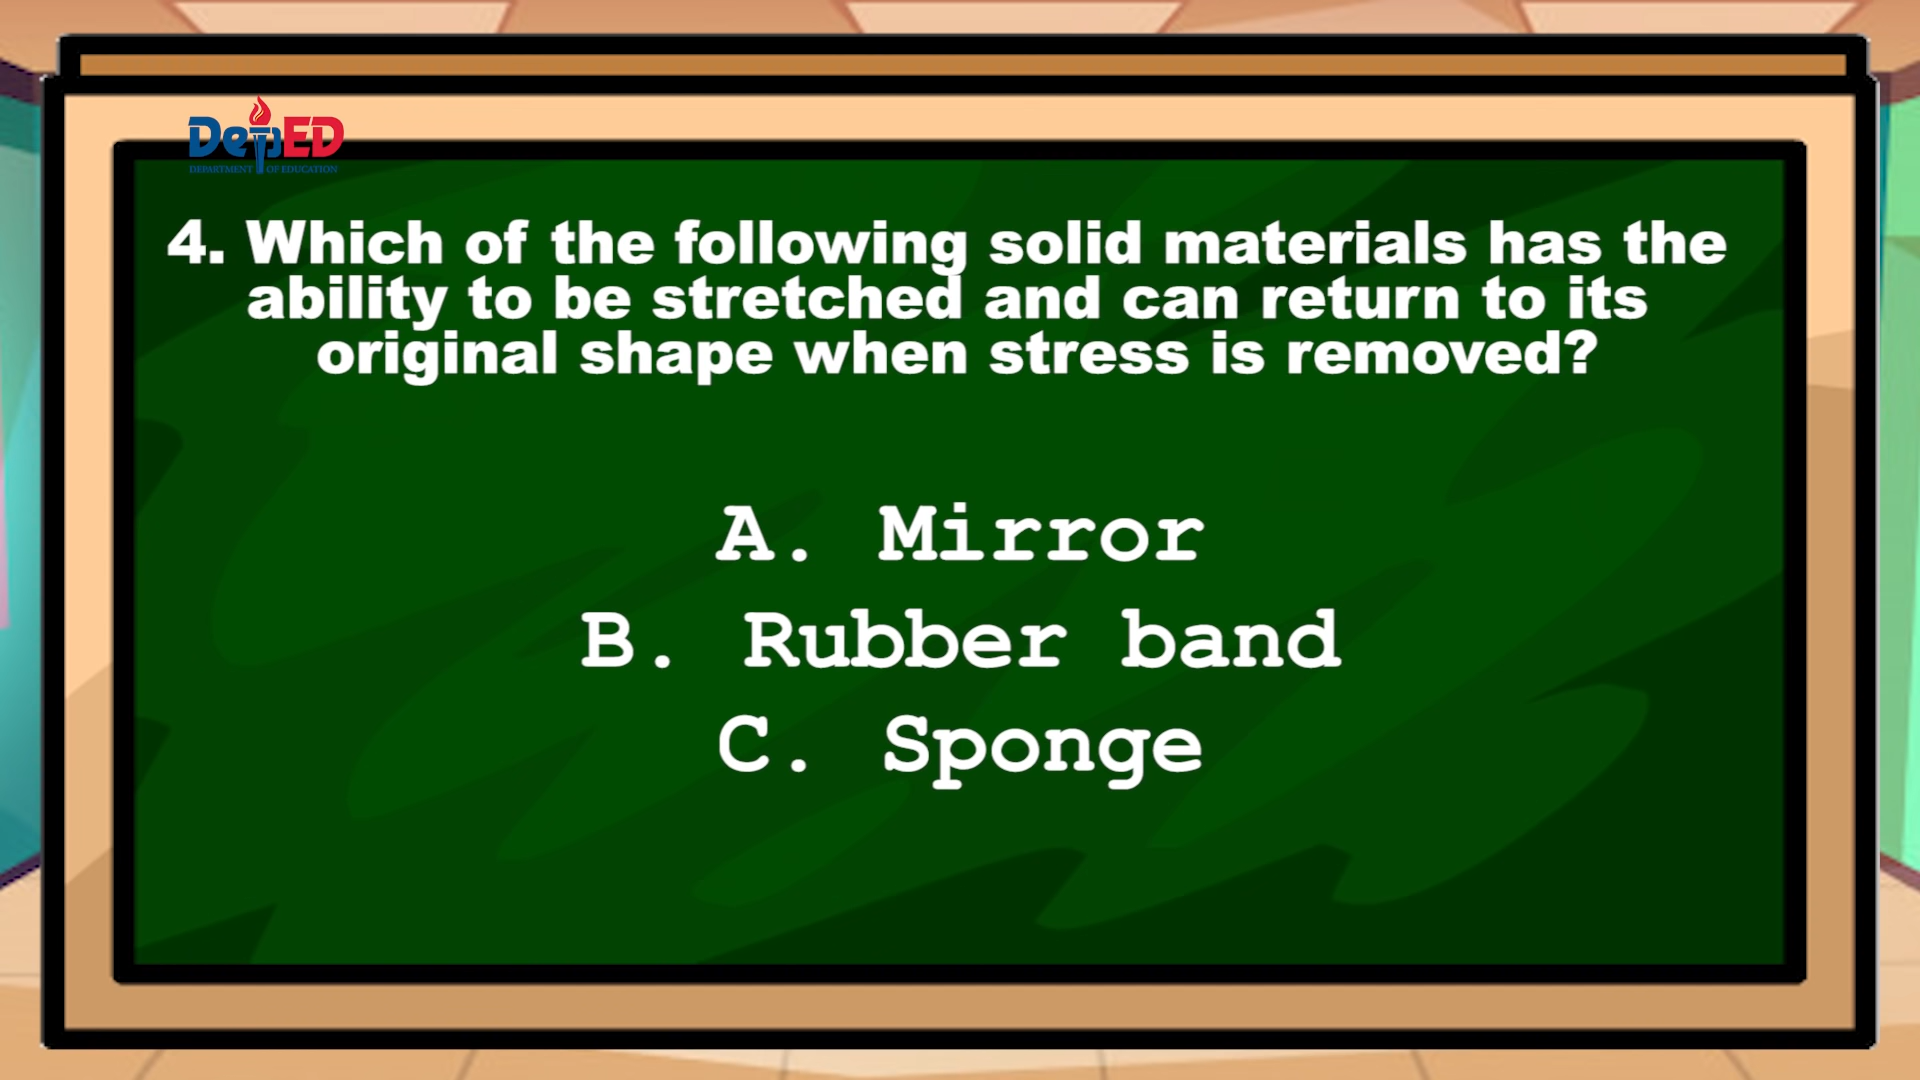 DepED
DEPARTMENT OF EDUCATION
4. Which of the following solid materials has the
ability to be stretched and can return to its
original shape when stress is removed?
A. Mirror
B. Rubber band
C. Sponge